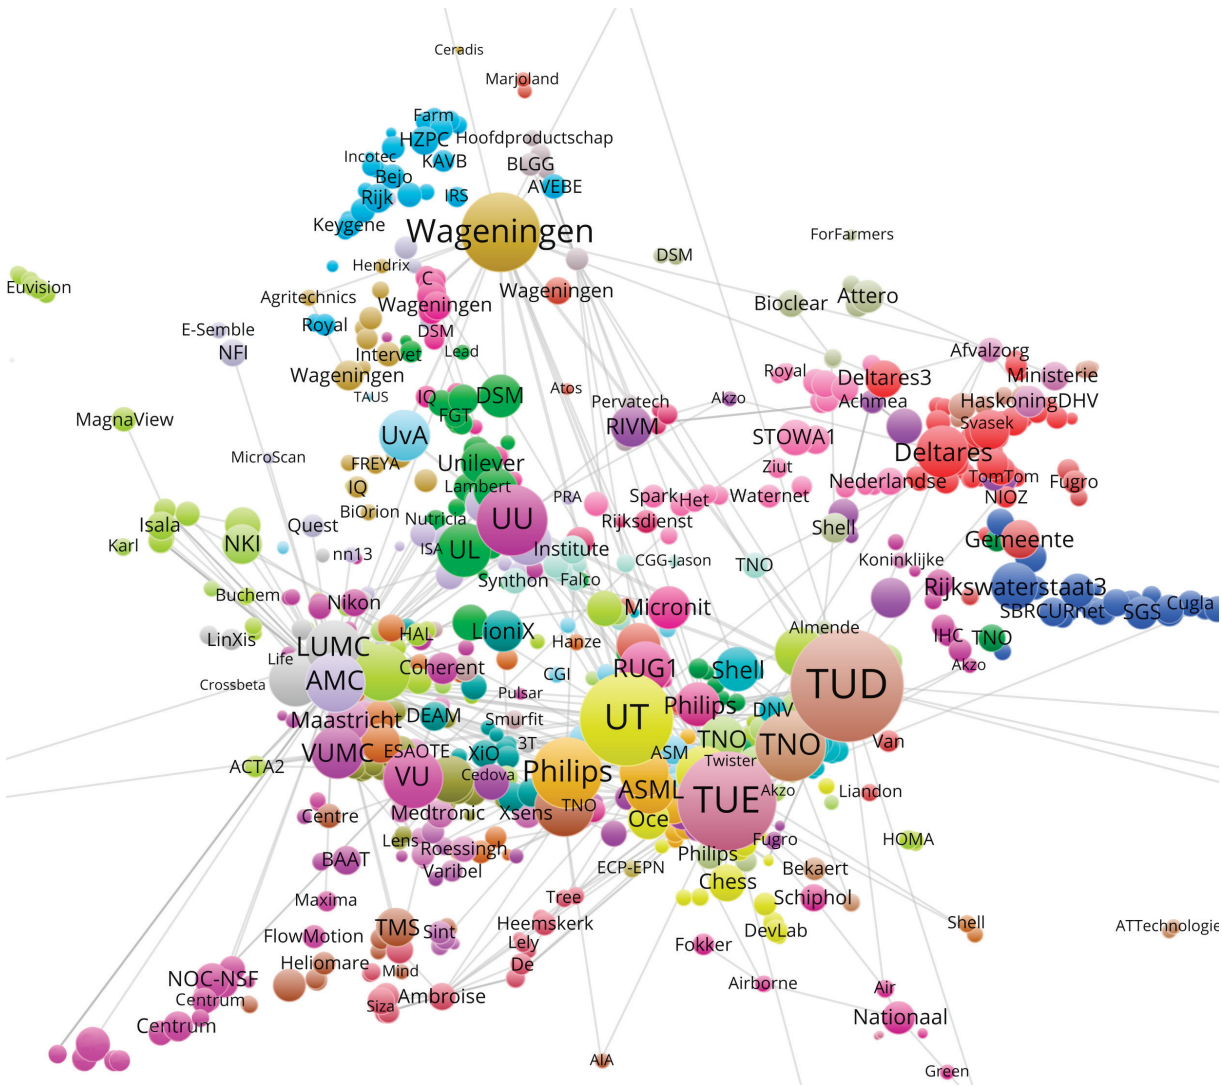 Ceradis
Marjoland
Farm
HZPC
Hoofdproductschap
Incotec
KAVB
BLGG
Bejo
AVEBE
Rijk
IRS
Keygene
Wageningen
ForFarmers
DSM
Hendrix
C
Euvision
Agritechnics
Wageningen
Wageningen
Bioclear
Attero
E-Semble
Royal
DSM
NFI
Intervet
Lead
Afvalzorg
Wageningen
Royal
Deltares3
Ministerie
TAUS
IQ
DSM
Atos
Pervatech
Akzo
Achmea
HaskoningDHV
MagnaView
FGT
RIVM
Svasek
UvA
STOWA1
Deltares
MicroScan
FREYA
Unilever
Ziut
TomTom
IQ
Lambert
PRA
Spark
Het
Waternet
Nederlandse
NIOZ
Fugro
BiOrion
Nutricia
UU
Rijksdienst
Isala
Quest
Shell
Karl
NKI
nn13
ISA
UL
Institute
CGG-Jason
TNO
Koninklijke
Gemeente
Synthon
Falco
Buchem
Nikon
Micronit
Rijkswaterstaat3
SBRCURnet
SGS
Cugla
LinXis
LUMC
HAL
LioniX
Hanze
Almende
IHC
TNO
Life
Coherent
CGI
RUG1
Shell
Akzo
Crossbeta
AMC
Pulsar
TUD
Maastricht
DEAM
Smurfit
UT
Philips
DNV
VUMC
ESAOTE
XiO
3T
ASM
TNO
TNO
Van
ACTA2
VU
Cedova
Philips
Twister
Centre
Medtronic
Xsens
TNO
ASML
TUE
Akzo
Liandon
Oce
Lens
Roessingh
Fugro
HOMA
BAAT
Varibel
ECP-EPN
Philips
Bekaert
Maxima
Tree
Chess
Schiphol
FlowMotion
TMS
Sint
Heemskerk
DevLab
Shell
ATTechnologie
Lely
Fokker
Heliomare
Mind
De
NOC-NSF
Airborne
Air
Centrum
Siza
Ambroise
Centrum
Nationaal
AIA
Green